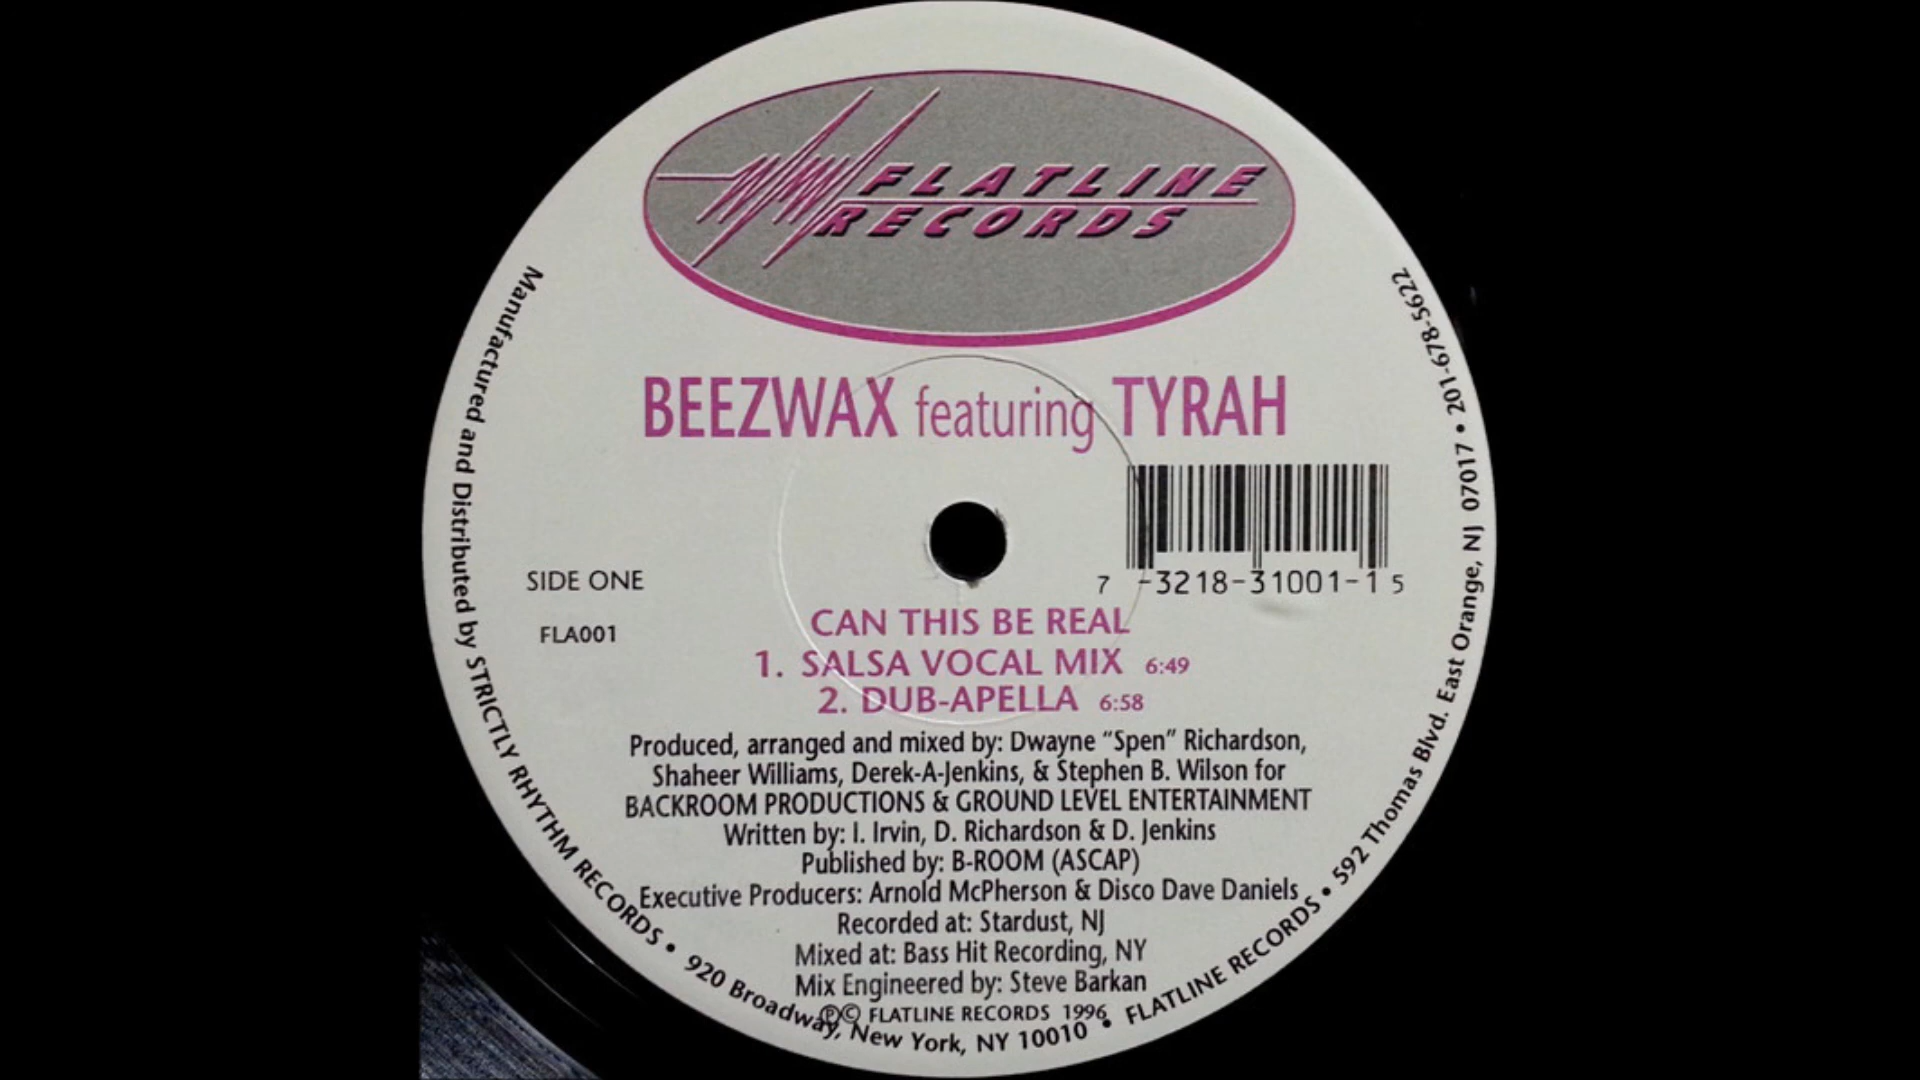 FLATLINE
RECORDS
BEEZWAX featuring TYRAH
7 -3218-31001-1 5
SIDE ONE
FLA001
CAN THIS BE REAL
1. SALSA VOCAL MIX 6:49
2. DUB-APELLA 6:58
Produced, arranged and mixed by: Dwayne “Spen” Richardson,
Shaheer Williams, Derek-A-Jenkins, & Stephen B. Wilson for
BACKROOM PRODUCTIONS & GROUND LEVEL ENTERTAINMENT
Written by: I. Irvin, D. Richardson & D. Jenkins
Published by: B-ROOM (ASCAP)
Executive Producers: Arnold McPherson & Disco Dave Daniels
Recorded at: Stardust, NJ
Mixed at: Bass Hit Recording, NY
Mix Engineered by: Steve Barkan
℗© FLATLINE RECORDS 1996
Manufactured and Distributed by STRICTLY RHYTHM RECORDS • 920 Broadway, New York, NY 10010 • FLATLINE RECORDS • 592 Thomas Blvd. East Orange, NJ 07017 • 201-678-5622